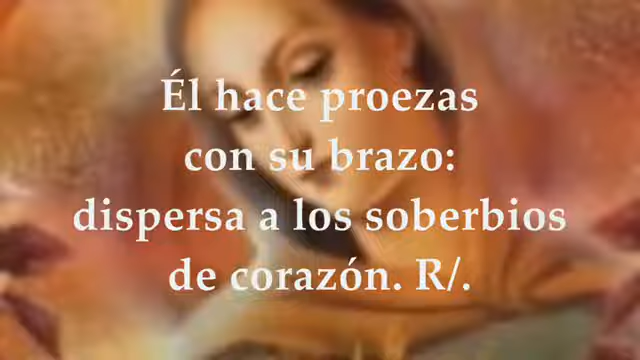 Él hace proezas
con su brazo:
dispersa a los soberbios
de corazón. R/.